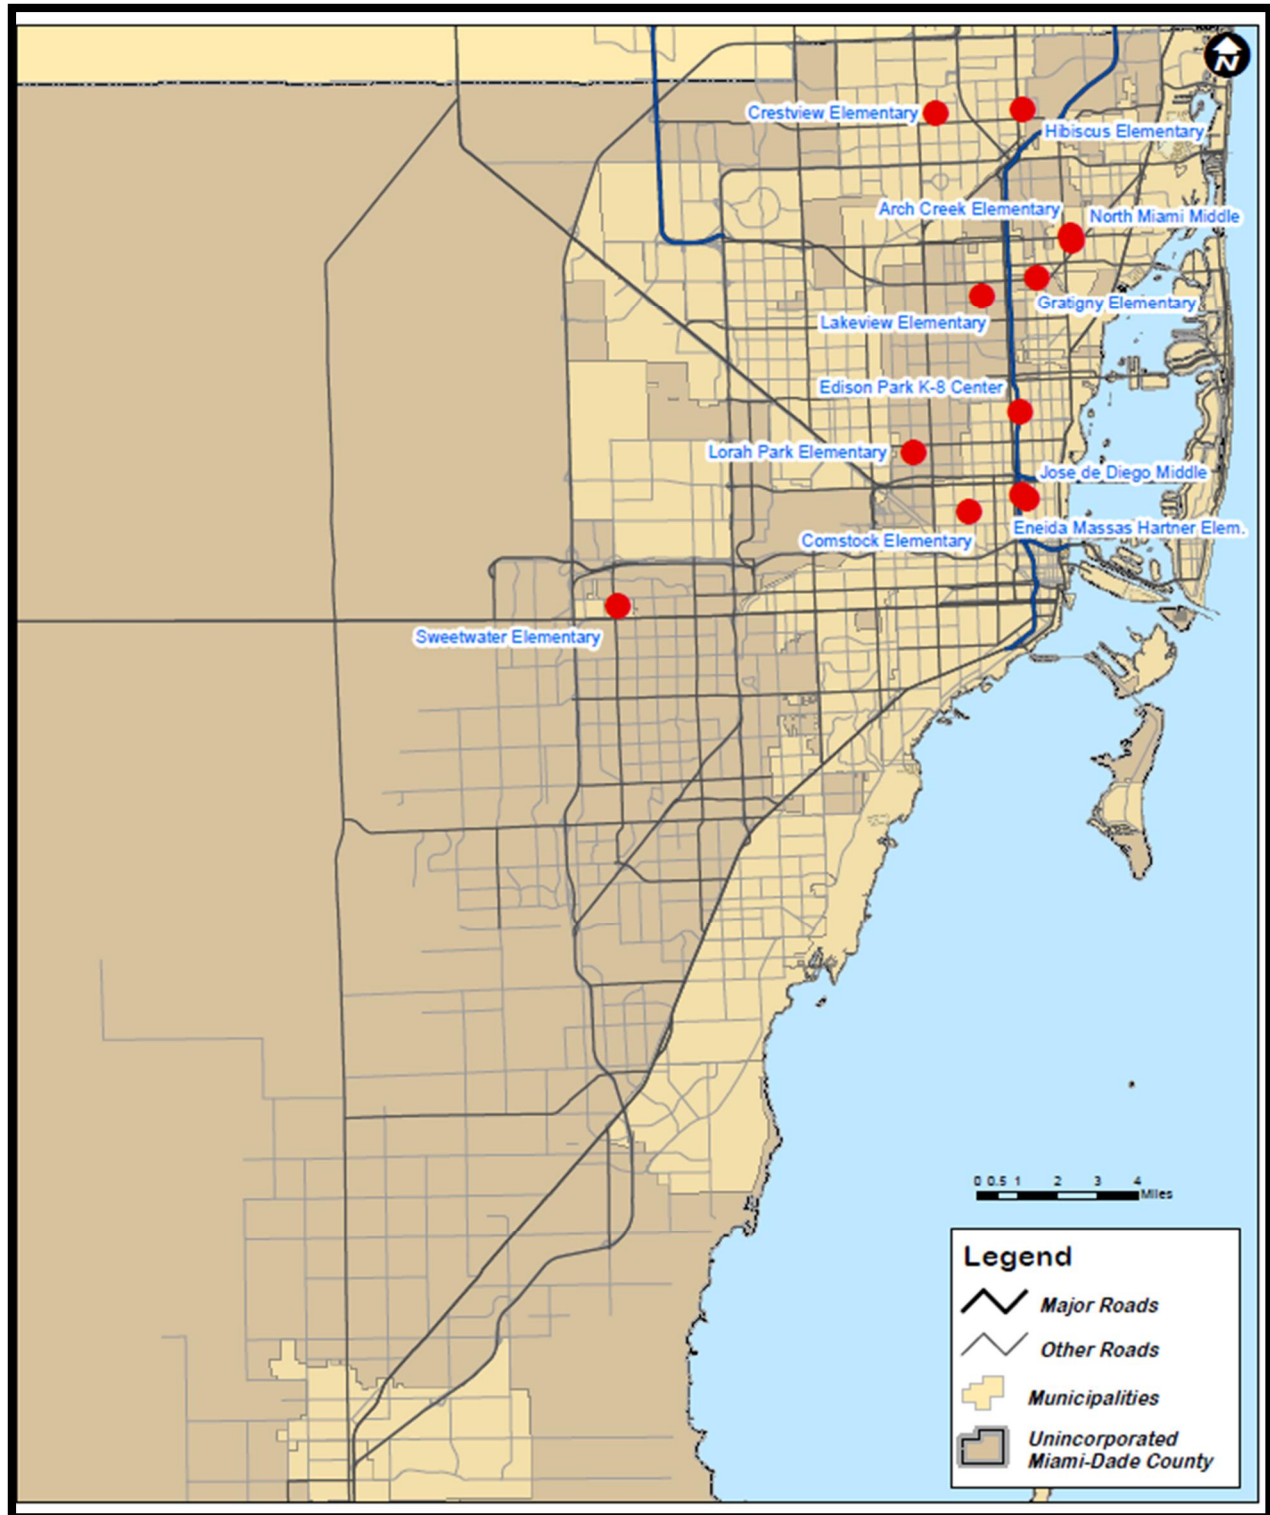 N
Crestview Elementary
Hibiscus Elementary
Arch Creek Elementary
North Miami Middle
Gratigny Elementary
Lakeview Elementary
Edison Park K-8 Center
Lorah Park Elementary
Jose de Diego Middle
Eneida Massas Hartner Elem.
Comstock Elementary
Sweetwater Elementary
0 0.5 1 2 3 4
Miles
Legend
Major Roads
Other Roads
Municipalities
Unincorporated
Miami-Dade County